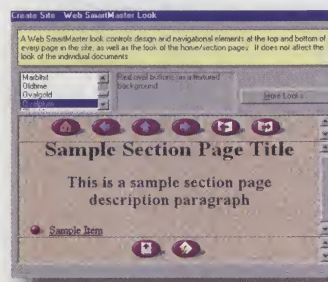 Create Site Web SmartMaster Look
A Web SmartMaster look controls design and navigational elements at the top and bottom of
every page in the site, as well as the look of the home/section pages. It does not affect the
look of the individual documents
Marbitst
Oldtime
Ovalgold
Red oval buttons on a textured
background
More Looks...
Sample Section Page Title
This is a sample section page
description paragraph
Sample Item